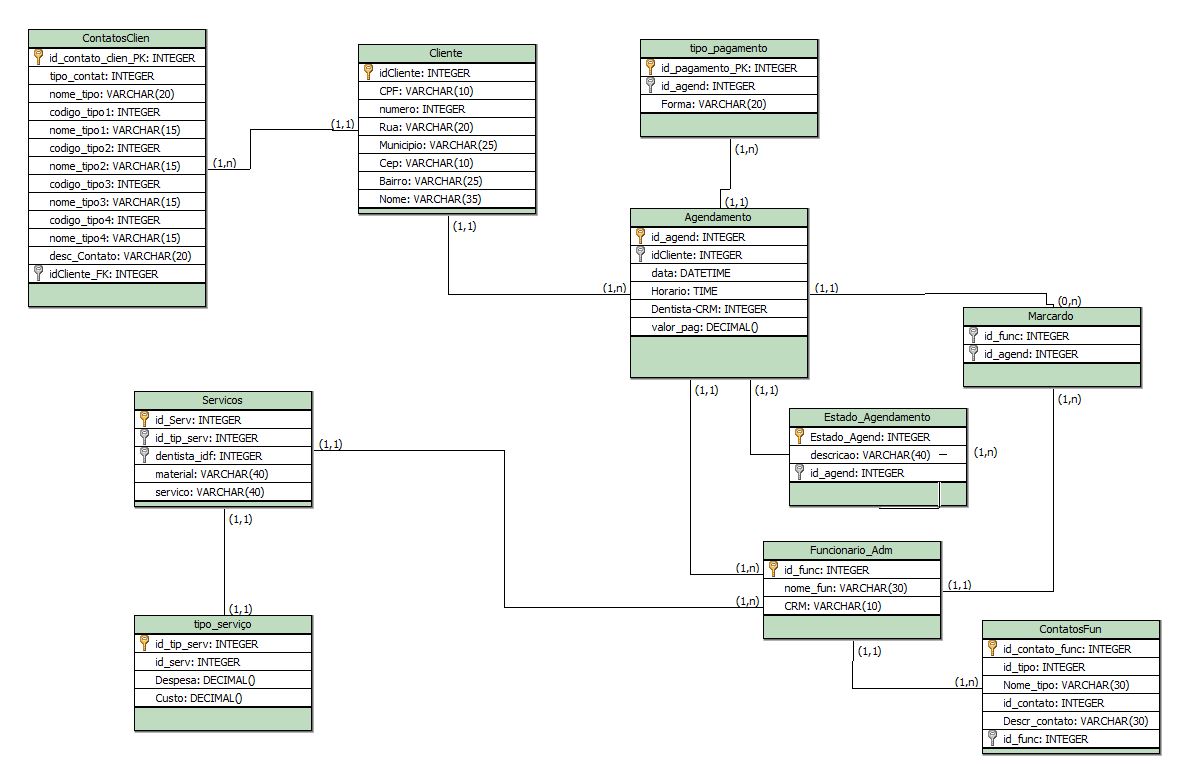 ContatosClien
id_contato_clien_PK: INTEGER
tipo_contat: INTEGER
nome_tipo: VARCHAR(20)
codigo_tipo1: INTEGER
nome_tipo1: VARCHAR(15)
codigo_tipo2: INTEGER
nome_tipo2: VARCHAR(15)
codigo_tipo3: INTEGER
nome_tipo3: VARCHAR(15)
codigo_tipo4: INTEGER
nome_tipo4: VARCHAR(15)
desc_Contato: VARCHAR(20)
idCliente_FK: INTEGER
(1,n)
(1,1)
Cliente
idCliente: INTEGER
CPF: VARCHAR(10)
numero: INTEGER
Rua: VARCHAR(20)
Municipio: VARCHAR(25)
Cep: VARCHAR(10)
Bairro: VARCHAR(25)
Nome: VARCHAR(35)
(1,1)
(1,n)
tipo_pagamento
id_pagamento_PK: INTEGER
id_agend: INTEGER
Forma: VARCHAR(20)
(1,n)
(1,1)
Agendamento
id_agend: INTEGER
idCliente: INTEGER
data: DATETIME
Horario: TIME
Dentista-CRM: INTEGER
valor_pag: DECIMAL()
(1,1)
(0,n)
Marcardo
id_func: INTEGER
id_agend: INTEGER
(1,n)
(1,1)
(1,1)
Estado_Agendamento
Estado_Agend: INTEGER
descricao: VARCHAR(40)
id_agend: INTEGER
(1,n)
Servicos
id_Serv: INTEGER
id_tip_serv: INTEGER
dentista_idf: INTEGER
material: VARCHAR(40)
servico: VARCHAR(40)
(1,1)
(1,1)
(1,1)
tipo_serviço
id_tip_serv: INTEGER
id_serv: INTEGER
Despesa: DECIMAL()
Custo: DECIMAL()
(1,n)
(1,n)
Funcionario_Adm
id_func: INTEGER
nome_fun: VARCHAR(30)
CRM: VARCHAR(10)
(1,1)
(1,1)
(1,n)
ContatosFun
id_contato_func: INTEGER
id_tipo: INTEGER
Nome_tipo: VARCHAR(30)
id_contato: INTEGER
Descr_contato: VARCHAR(30)
id_func: INTEGER